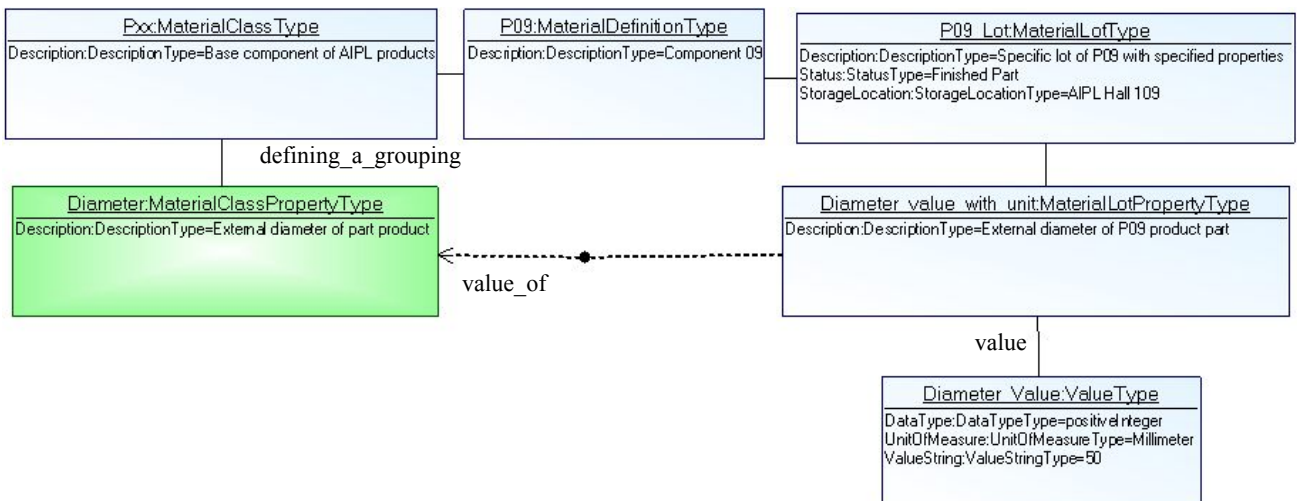 Pxx:MaterialClassType
Description:DescriptionType=Base component of AIPL products
P09:MaterialDefinitionType
Description:DescriptionType=Component 09
P09_Lot:MaterialLotType
Description:DescriptionType=Specific lot of P09 with specified properties
Status:StatusType=Finished Part
StorageLocation:StorageLocationType=AIPL Hall 109
defining_a_grouping
Diameter:MaterialClassPropertyType
Description:DescriptionType=External diameter of part product
value_of
Diameter_value_with_unit:MaterialLotPropertyType
Description:DescriptionType=External diameter of P09 product part
value
Diameter_Value:ValueType
DataType:DataTypeType=positiveInteger
UnitOfMeasure:UnitOfMeasureType=Millimeter
ValueString:ValueStringType=50